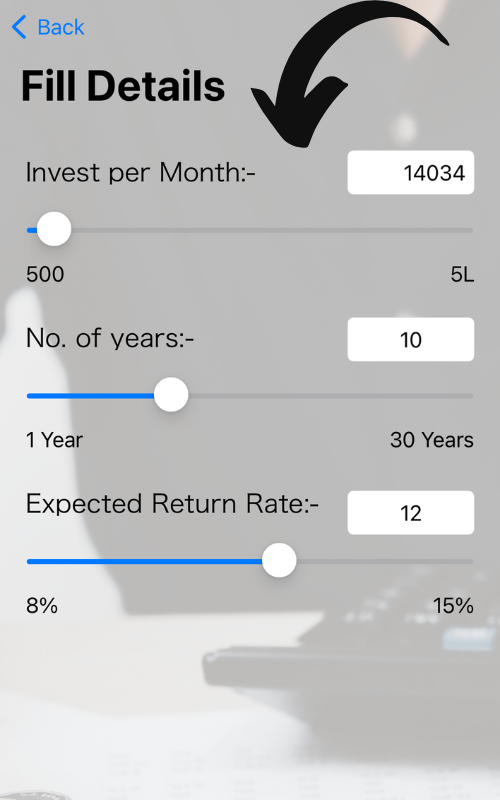 Back
Fill Details
Invest per Month:- 14034
500 5L
No. of years:- 10
1 Year 30 Years
Expected Return Rate:- 12
8% 15%